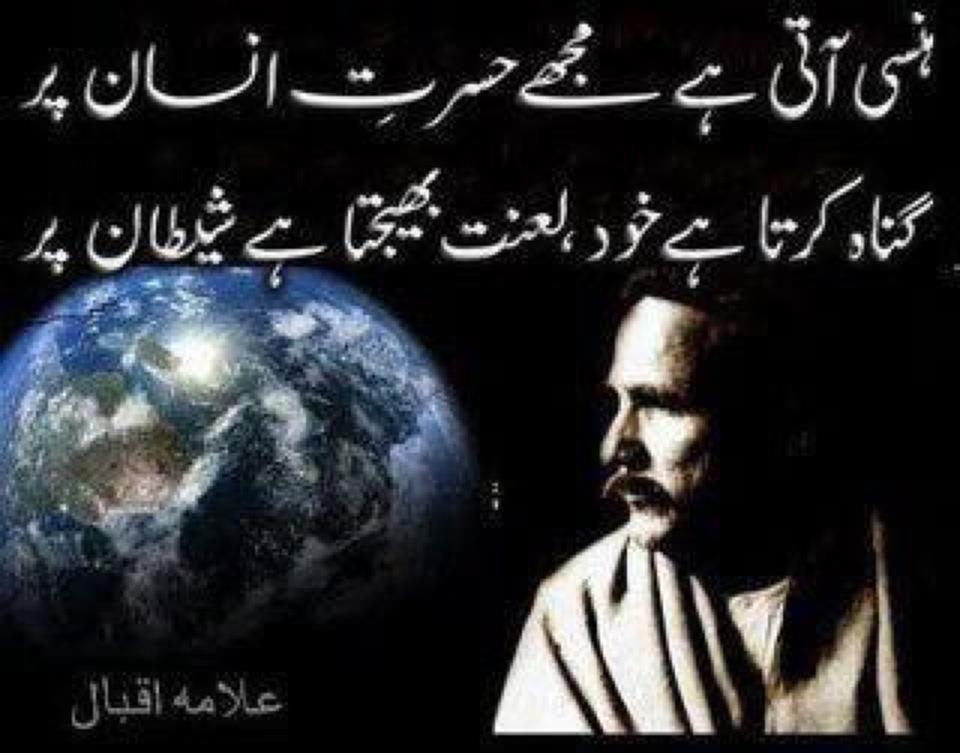 ہنسی آتی ہے مجھے حسرتِ انسان پر
گناہ کرتا ہے خود، لعنت بھیجتا ہے شیطان پر
علامہ اقبال